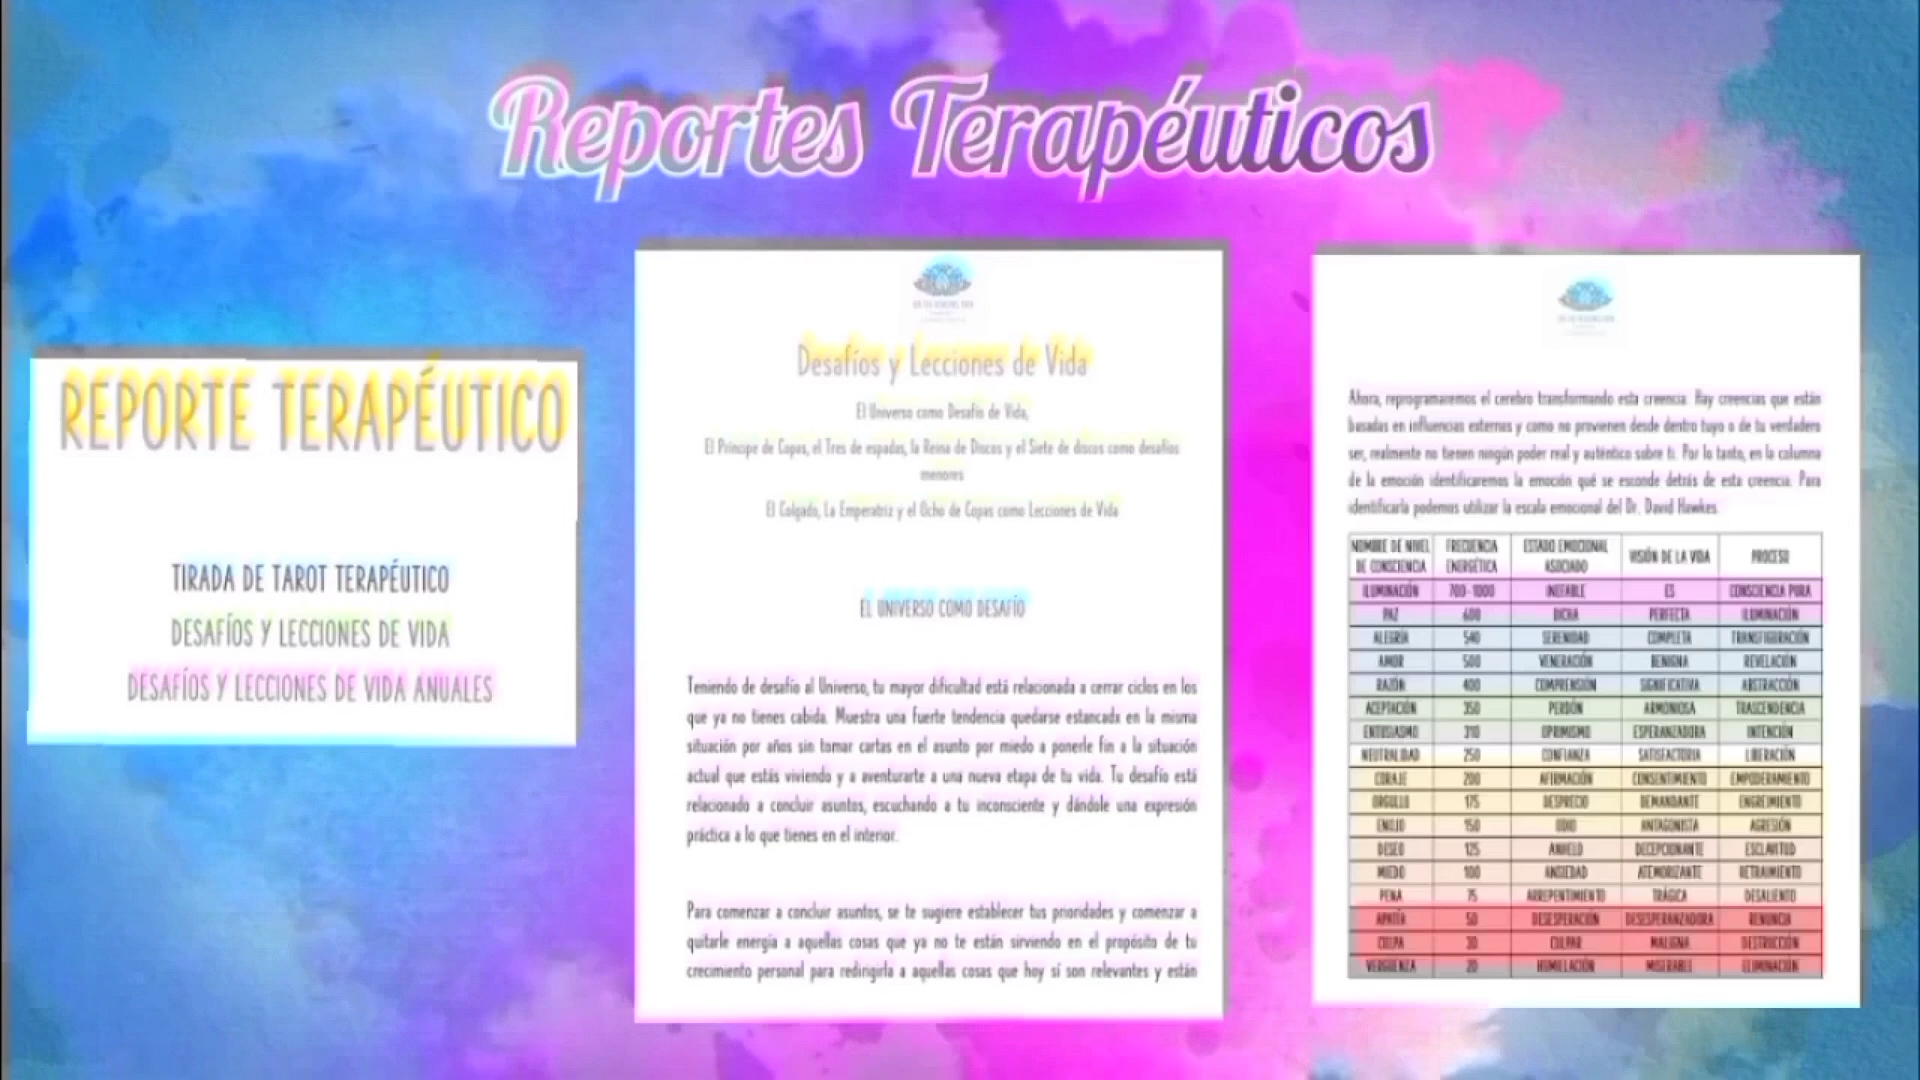 Reportes Terapéuticos
REPORTE TERAPÉUTICO
TIRADA DE TAROT TERAPÉUTICO
DESAFÍOS Y LECCIONES DE VIDA
DESAFÍOS Y LECCIONES DE VIDA ANUALES
Desafíos y Lecciones de Vida
El Universo como Desafío de Vida,
El Príncipe de Copas, el Tres de espadas, la Reina de Discos y el Siete de discos como desafíos
menores
El Colgado, La Emperatriz y el Ocho de Copas como Lecciones de Vida
EL UNIVERSO COMO DESAFÍO
Teniendo de desafío al Universo, tu mayor dificultad está relacionada a cerrar ciclos en los
que ya no tienes cabida. Muestra una fuerte tendencia quedarse estancadx en la misma
situación por años sin tomar cartas en el asunto por miedo a ponerle fin a la situación
actual que estás viviendo y a aventurarte a una nueva etapa de tu vida. Tu desafío está
relacionado a concluir asuntos, escuchando a tu inconsciente y dándole una expresión
práctica a lo que tienes en el interior.
Para comenzar a concluir asuntos, se te sugiere establecer tus prioridades y comenzar a
quitarle energía a aquellas cosas que ya no te están sirviendo en el propósito de tu
crecimiento personal para redirigirla a aquellas cosas que hoy sí son relevantes y están
Ahora, reprogramaremos el cerebro transformando esta creencia. Hay creencias que están
basadas en influencias externas y como no provienen desde dentro tuyo o de tu verdadero
ser, realmente no tienen ningún poder real y auténtico sobre ti. Por lo tanto, en la columna
de la emoción identificaremos la emoción qué se esconde detrás de esta creencia. Para
identificarla podemos utilizar la escala emocional del Dr. David Hawkes.
NOMBRE DE NIVEL DE CONSCIENCIA FRECUENCIA ENERGÉTICA ESTADO EMOCIONAL ASOCIADO VISIÓN DE LA VIDA PROCESO
ILUMINACIÓN 700-1000 INEFABLE ES CONSCIENCIA PURA
PAZ 600 DICHA PERFECTA ILUMINACIÓN
ALEGRÍA 540 SERENIDAD COMPLETA TRANSFIGURACIÓN
AMOR 500 VENERACIÓN BENIGNA REVELACIÓN
RAZÓN 400 COMPRENSIÓN SIGNIFICATIVA ABSTRACCIÓN
ACEPTACIÓN 350 PERDÓN ARMONIOSA TRASCENDENCIA
ENTUSIASMO 310 OPRIMISMO ESPERANZADORA INTENCIÓN
NEUTRALIDAD 250 CONFIANZA SATISFACTORIA LIBERACIÓN
CORAJE 200 AFIRMACIÓN CONSENTIMIENTO EMPODERAMIENTO
ORGULLO 175 DESPRECIO DEMANDANTE ENGREIMIENTO
ENOJO 150 ODIO ANTAGONISTA AGRESIÓN
DESEO 125 ANHELO DECEPCIONANTE ESCLAVITUD
MIEDO 100 ANSIEDAD ATEMORIZANTE RETRAIMIENTO
PENA 75 ARREPENTIMIENTO TRÁGICA DESALIENTO
APATÍA 50 DESESPERACIÓN DESESPERANZADORA RENUNCIA
CULPA 30 CULPAR MALIGNA DESTRUCCIÓN
VERGÜENZA 20 HUMILLACIÓN MISERABLE ELIMINACIÓN